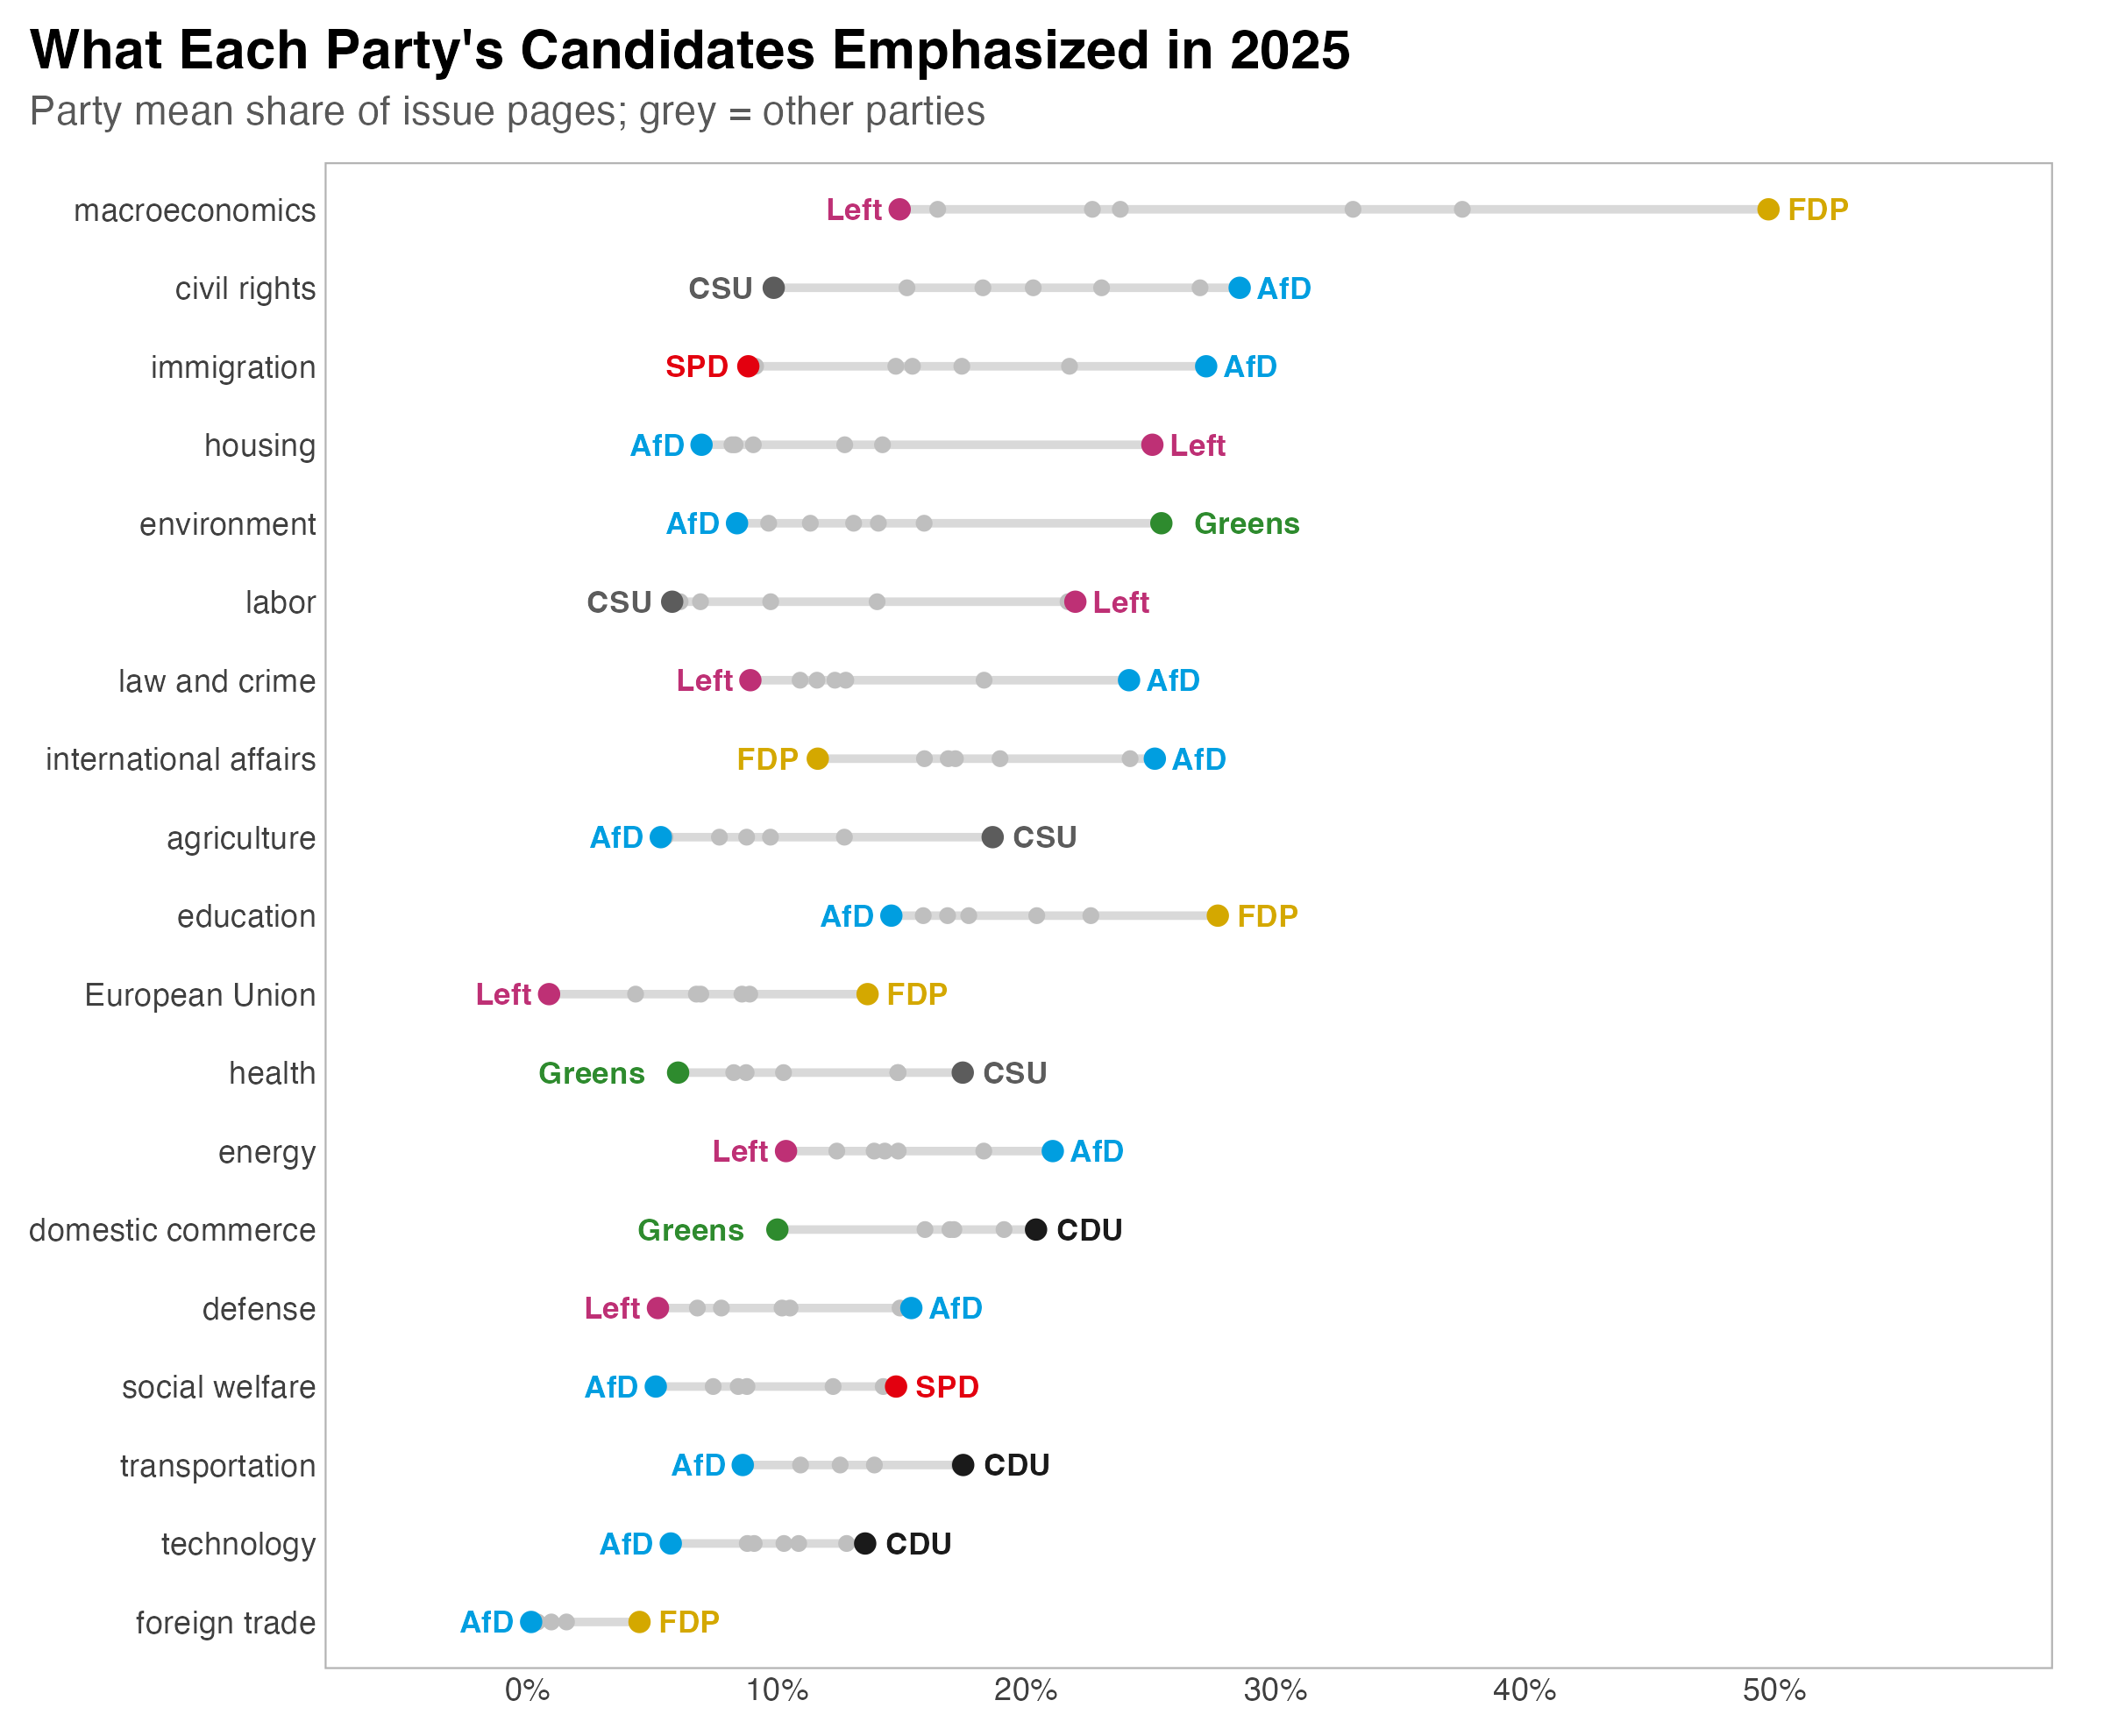 What Each Party's Candidates Emphasized in 2025
Party mean share of issue pages; grey = other parties
macroeconomics Left FDP
civil rights CSU AfD
immigration SPD AfD
housing AfD Left
environment AfD Greens
labor CSU Left
law and crime Left AfD
international affairs FDP AfD
agriculture AfD CSU
education AfD FDP
European Union Left FDP
health Greens CSU
energy Left AfD
domestic commerce Greens CDU
defense Left AfD
social welfare AfD SPD
transportation AfD CDU
technology AfD CDU
foreign trade AfD FDP
0% 10% 20% 30% 40% 50%